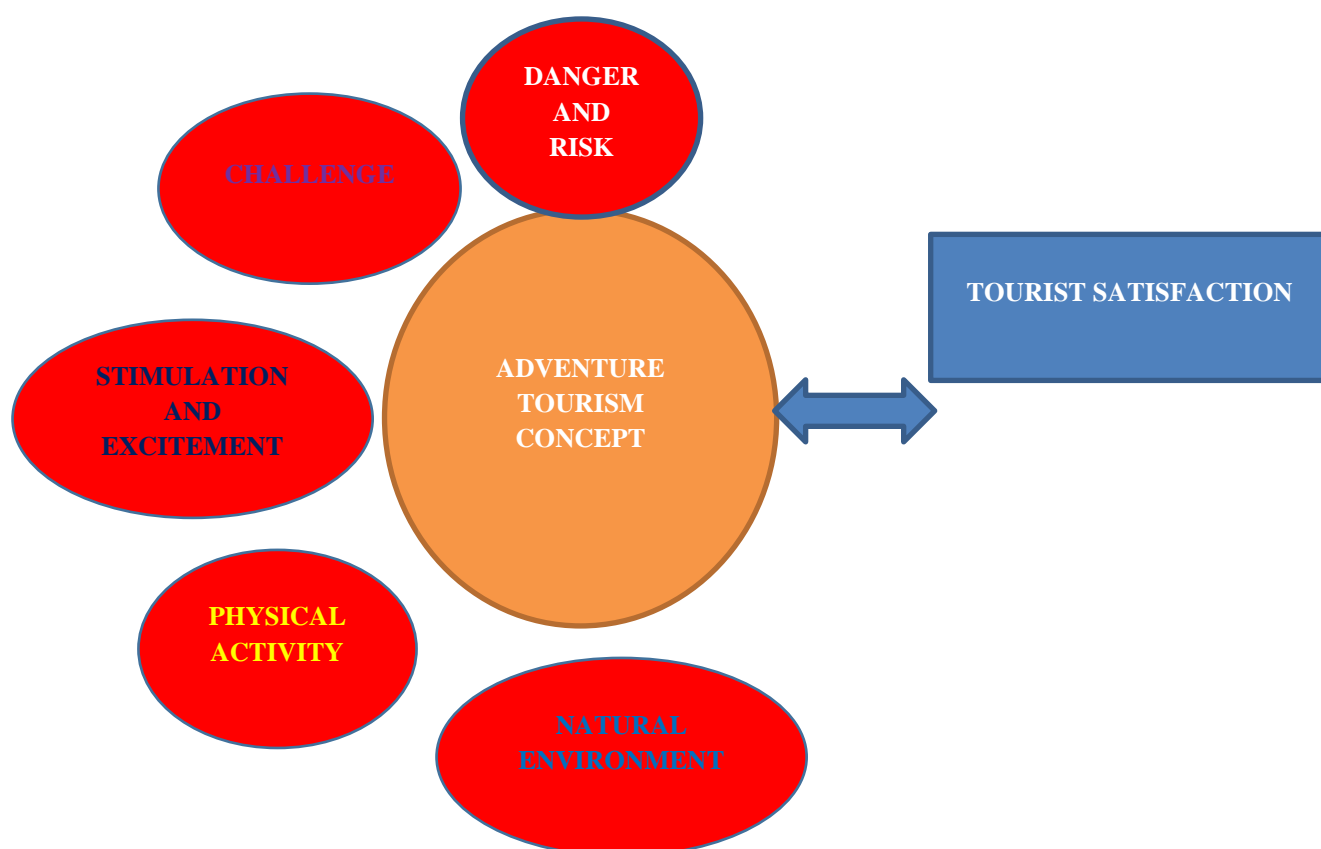 DANGER
AND
RISK
CHALLENGE
TOURIST SATISFACTION
STIMULATION
AND
EXCITEMENT
ADVENTURE
TOURISM
CONCEPT
PHYSICAL
ACTIVITY
NATURAL
ENVIRONMENT